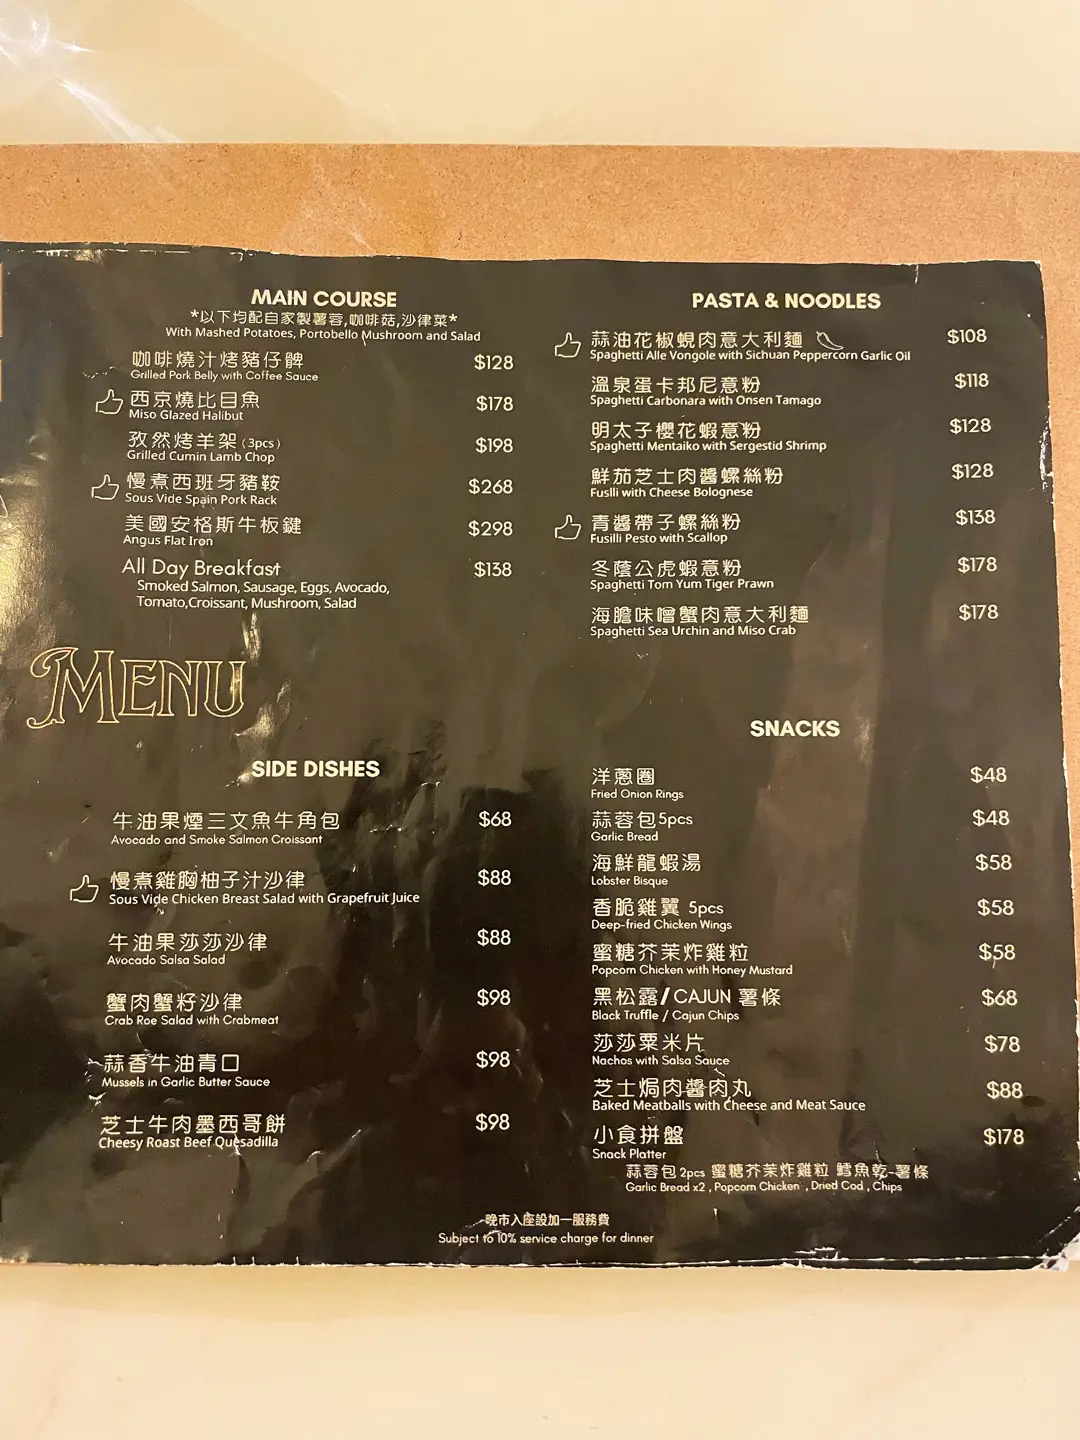 MAIN COURSE
*以下均配自家製薯蓉,咖啡菇,沙律菜*
With Mashed Potatoes, Portobello Mushroom and Salad
咖啡燒汁烤豬仔髀 $128
Grilled Pork Belly with Coffee Sauce
西京燒比目魚 $178
Miso Glazed Halibut
孜然烤羊架(3pcs) $198
Grilled Cumin Lamb Chop
慢煮西班牙豬鞍 $268
Sous Vide Spain Pork Rack
美國安格斯牛板鍵 $298
Angus Flat Iron
All Day Breakfast $138
Smoked Salmon, Sausage, Eggs, Avocado,
Tomato,Croissant, Mushroom, Salad
MENU
SIDE DISHES
牛油果煙三文魚牛角包 $68
Avocado and Smoke Salmon Croissant
慢煮雞胸柚子汁沙律 $88
Sous Vide Chicken Breast Salad with Grapefruit Juice
牛油果莎莎沙律 $88
Avocado Salsa Salad
蟹肉蟹籽沙律 $98
Crab Roe Salad with Crabmeat
蒜香牛油青口 $98
Mussels in Garlic Butter Sauce
芝士牛肉墨西哥餅 $98
Cheesy Roast Beef Quesadilla
PASTA & NOODLES
蒜油花椒蜆肉意大利麵 $108
Spaghetti Alle Vongole with Sichuan Peppercorn Garlic Oil
溫泉蛋卡邦尼意粉 $118
Spaghetti Carbonara with Onsen Tamago
明太子櫻花蝦意粉 $128
Spaghetti Mentaiko with Sergestid Shrimp
鮮茄芝士肉醬螺絲粉 $128
Fuslli with Cheese Bolognese
青醬帶子螺絲粉 $138
Fusilli Pesto with Scallop
冬蔭公虎蝦意粉 $178
Spaghetti Tom Yum Tiger Prawn
海膽味噌蟹肉意大利麵 $178
Spaghetti Sea Urchin and Miso Crab
SNACKS
洋蔥圈 $48
Fried Onion Rings
蒜蓉包5pcs $48
Garlic Bread
海鮮龍蝦湯 $58
Lobster Bisque
香脆雞翼 5pcs $58
Deep-fried Chicken Wings
蜜糖芥茉炸雞粒 $58
Popcorn Chicken with Honey Mustard
黑松露/CAJUN 薯條 $68
Black Truffle / Cajun Chips
莎莎粟米片 $78
Nachos with Salsa Sauce
芝士焗肉醬肉丸 $88
Baked Meatballs with Cheese and Meat Sauce
小食拼盤 $178
Snack Platter
蒜蓉包2pcs 蜜糖芥茉炸雞粒 鱈魚乾-薯條
Garlic Bread x2 , Popcorn Chicken , Dried Cod , Chips
晚市入座設加一服務費
Subject to 10% service charge for dinner